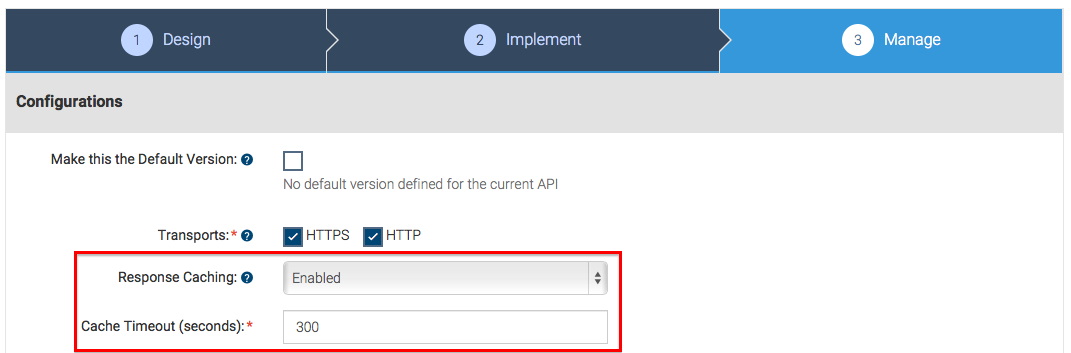 1 Design 2 Implement 3 Manage
Configurations
Make this the Default Version: ?
No default version defined for the current API
Transports:* ? HTTPS HTTP
Response Caching: ? Enabled
Cache Timeout (seconds):* 300